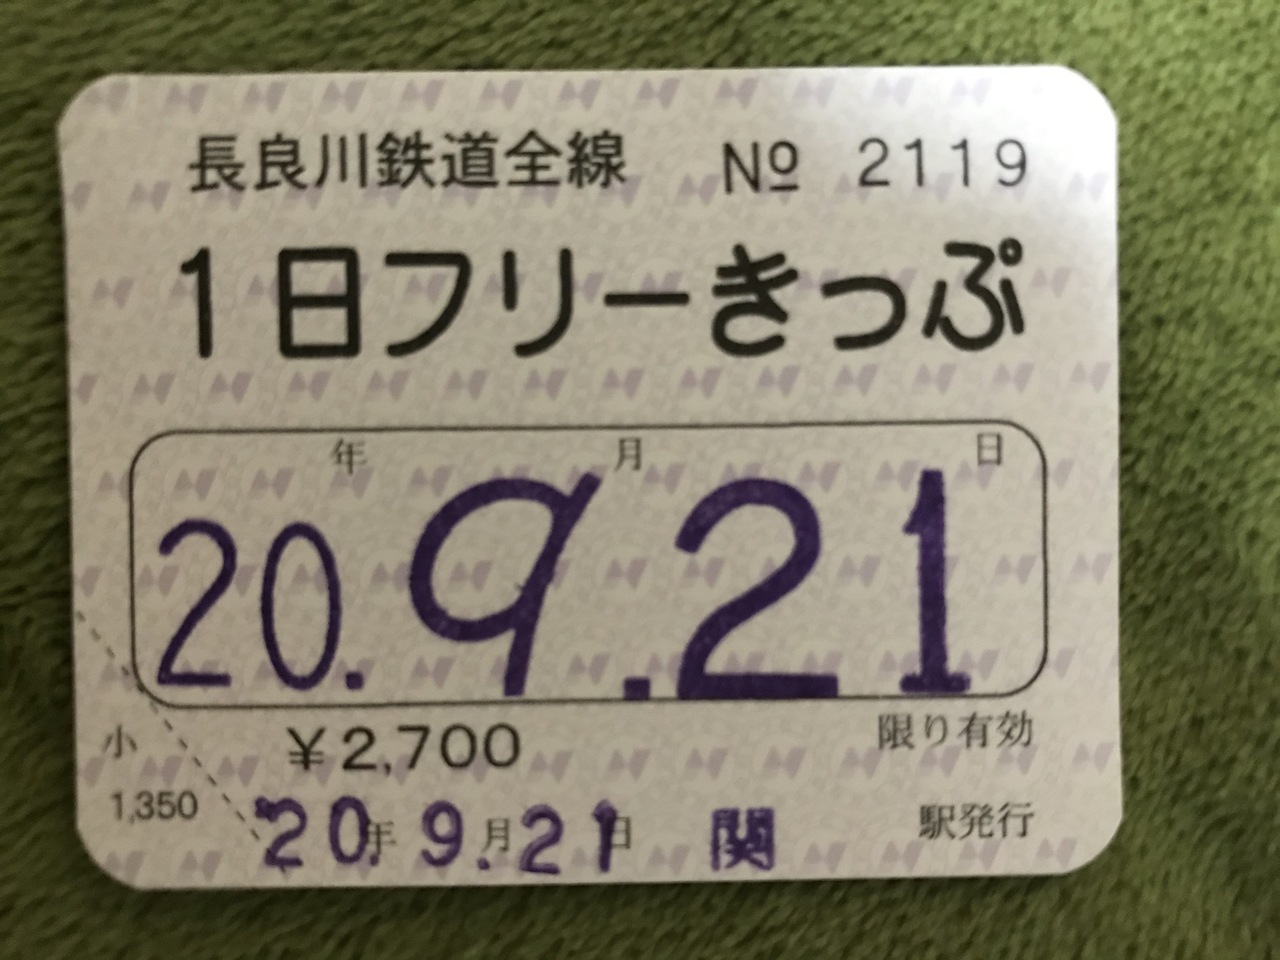 長良川鉄道全線 № 2119
1日フリーきっぷ
年 月 日
20. 9. 21
小 ¥2,700 限り有効
1,350 20年. 9.月21日 関 駅発行